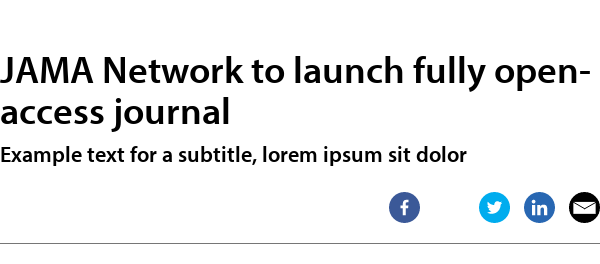 JAMA Network to launch fully open-
access journal
Example text for a subtitle, lorem ipsum sit dolor